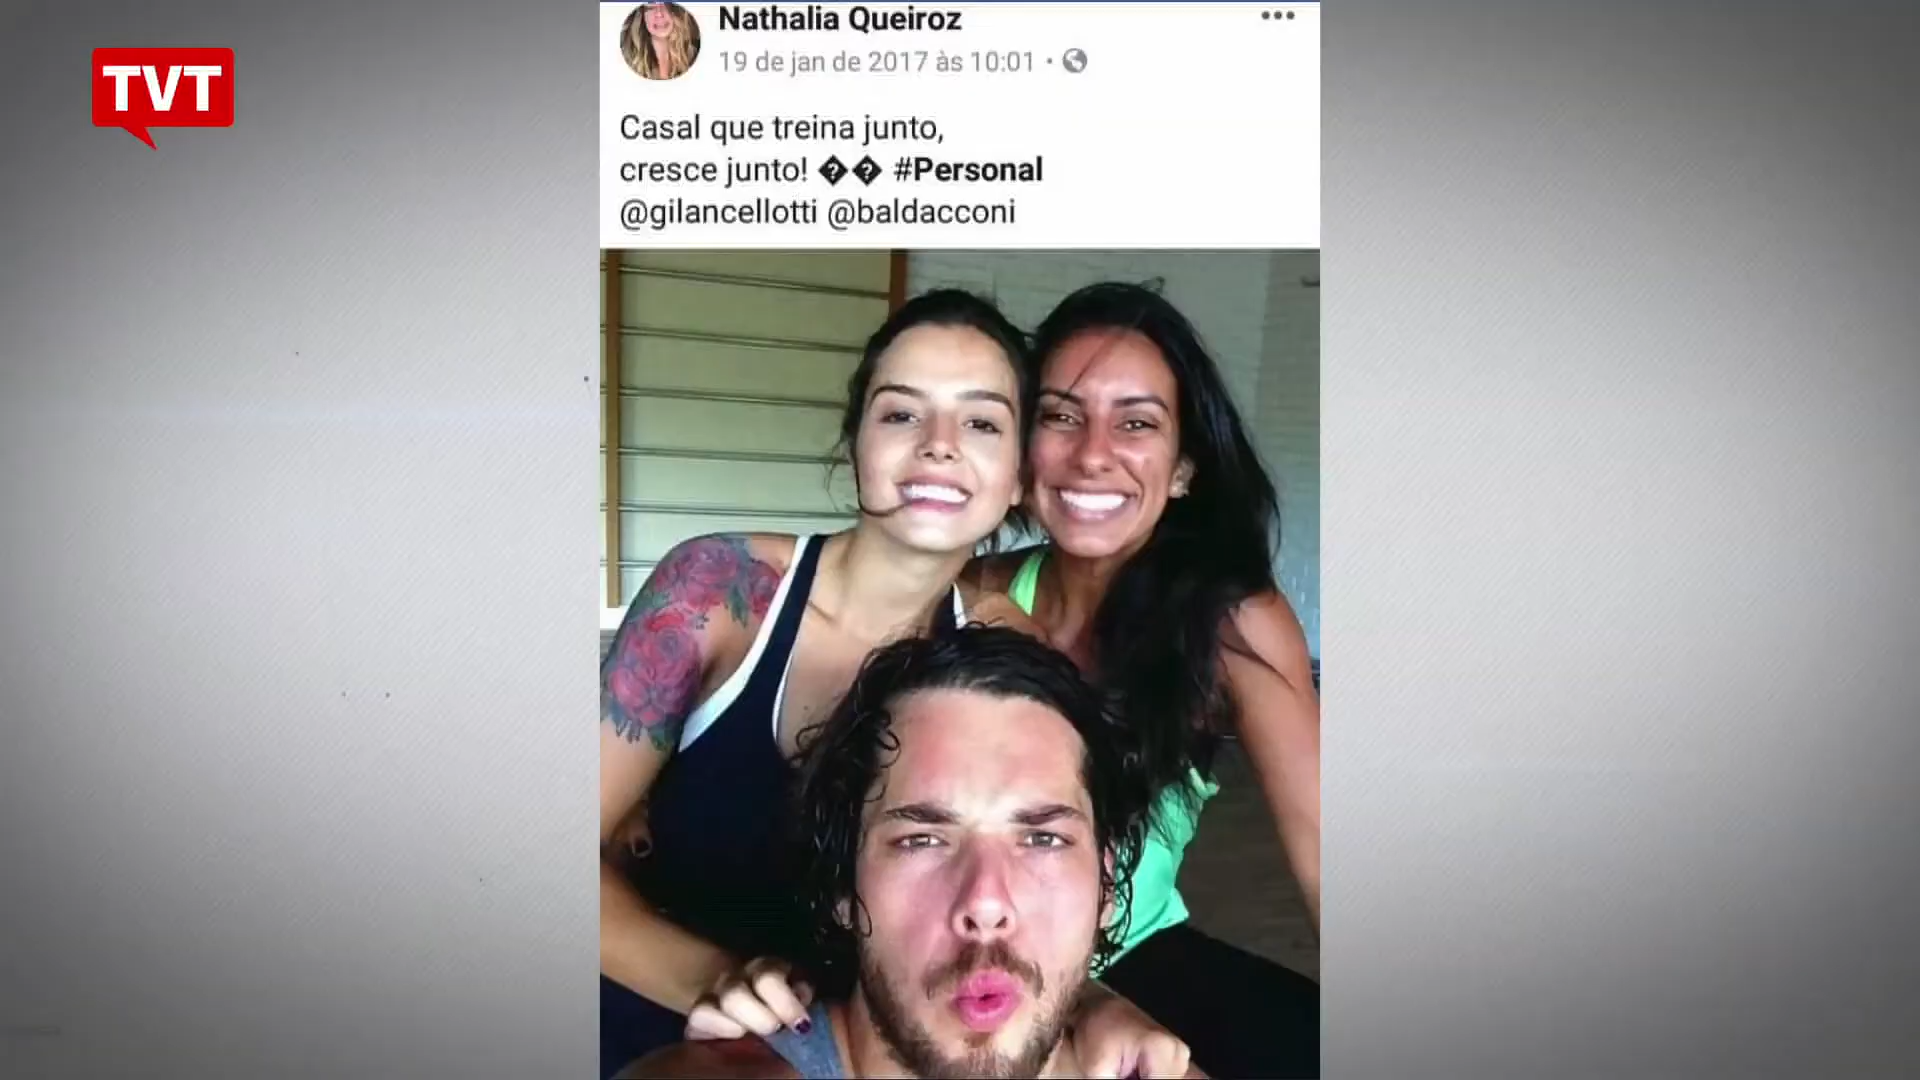 TVT
Nathalia Queiroz
19 de jan de 2017 às 10:01 •
Casal que treina junto,
cresce junto! �� #Personal
@gilancellotti @baldacconi